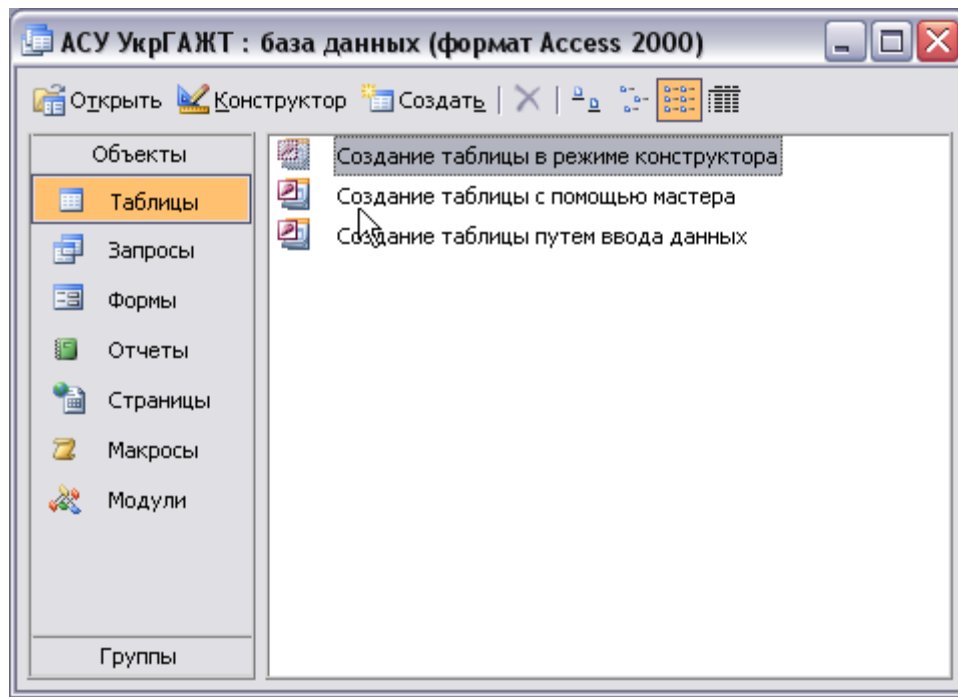 АСУ УкрГАЖТ : база данных (формат Access 2000)
Открыть Конструктор Создать
Объекты
Таблицы
Запросы
Формы
Отчеты
Страницы
Макросы
Модули
Группы
Создание таблицы в режиме конструктора
Создание таблицы с помощью мастера
Создание таблицы путем ввода данных